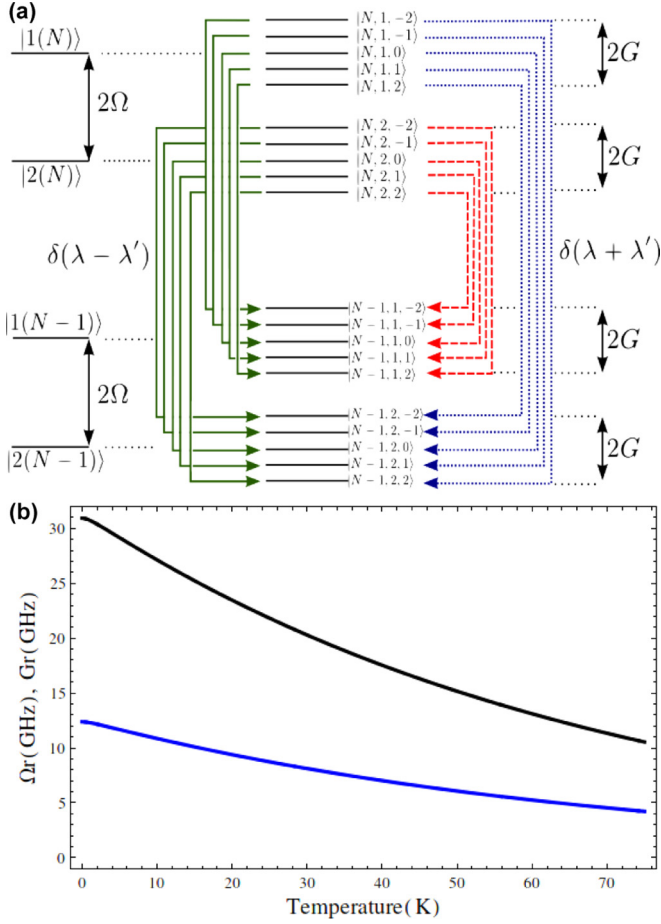 (a)
|N,1,−2⟩
|N,1,−1⟩
|1(N)⟩
|N,1,0⟩
|N,1,1⟩
|N,1,2⟩
2G
2Ω
|N,2,−2⟩
|N,2,−1⟩
|2(N)⟩
|N,2,0⟩
|N,2,1⟩
|N,2,2⟩
2G
δ(λ − λ′)
δ(λ + λ′)
|1(N−1)⟩
|N−1,1,−2⟩
|N−1,1,−1⟩
|N−1,1,0⟩
|N−1,1,1⟩
|N−1,1,2⟩
2G
2Ω
|2(N−1)⟩
|N−1,2,−2⟩
|N−1,2,−1⟩
|N−1,2,0⟩
|N−1,2,1⟩
|N−1,2,2⟩
2G
(b)
Ωr(GHz), Gr(GHz)
30
25
20
15
10
5
0
0 10 20 30 40 50 60 70
Temperature(K)